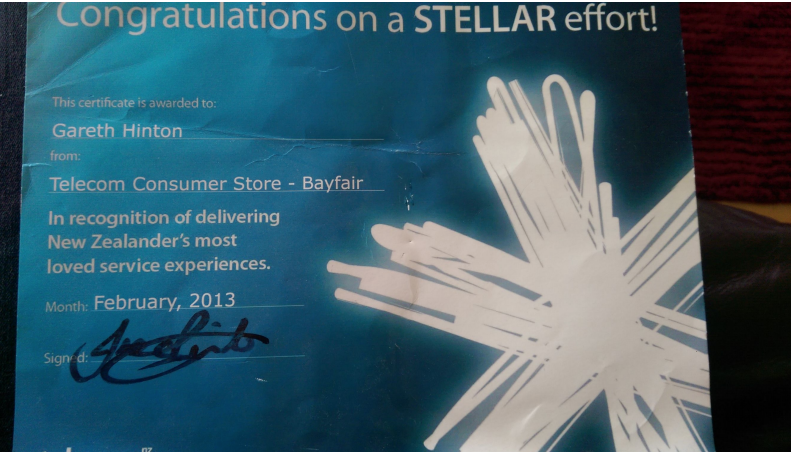 Congratulations on a STELLAR effort!
This certificate is awarded to:
Gareth Hinton
from:
Telecom Consumer Store - Bayfair
In recognition of delivering
New Zealander's most
loved service experiences.
Month: February, 2013
Signed:
nz